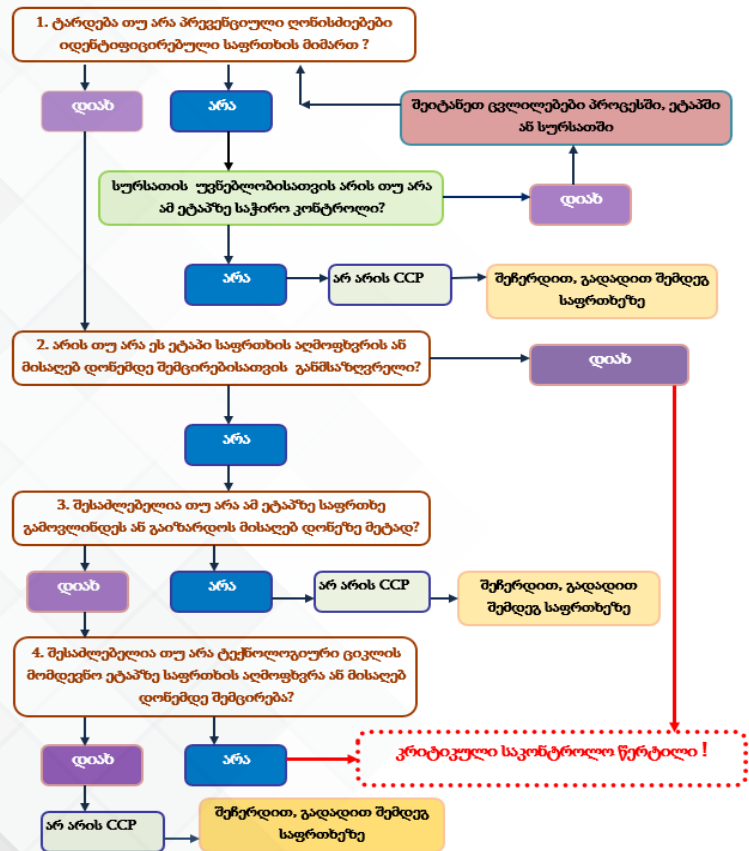 1. ტარდება თუ არა პრევენციული ღონისძიებები
იდენტიფიცირებული საფრთხის მიმართ ?
დიახ
არა
შეიტანეთ ცვლილებები პროცესში, ეტაპში
ან სურსათში
სურსათის უვნებლობისათვის არის თუ არა
ამ ეტაპზე საჭირო კონტროლი?
დიახ
არა
არ არის CCP
შეჩერდით, გადადით შემდეგ
საფრთხეზე
2. არის თუ არა ეს ეტაპი საფრთხის აღმოფხვრის ან
მისაღებ დონემდე შემცირებისათვის განმსაზღვრელი?
დიახ
არა
3. შესაძლებელია თუ არა ამ ეტაპზე საფრთხე
გამოვლინდეს ან გაიზარდოს მისაღებ დონეზე მეტად?
დიახ
არა
არ არის CCP
შეჩერდით, გადადით
შემდეგ საფრთხეზე
4. შესაძლებელია თუ არა ტექნოლოგიური ციკლის
მომდევნო ეტაპზე საფრთხის აღმოფხვრა ან მისაღებ
დონემდე შემცირება?
დიახ
არა
კრიტიკული საკონტროლო წერტილი !
არ არის CCP
შეჩერდით, გადადით შემდეგ
საფრთხეზე